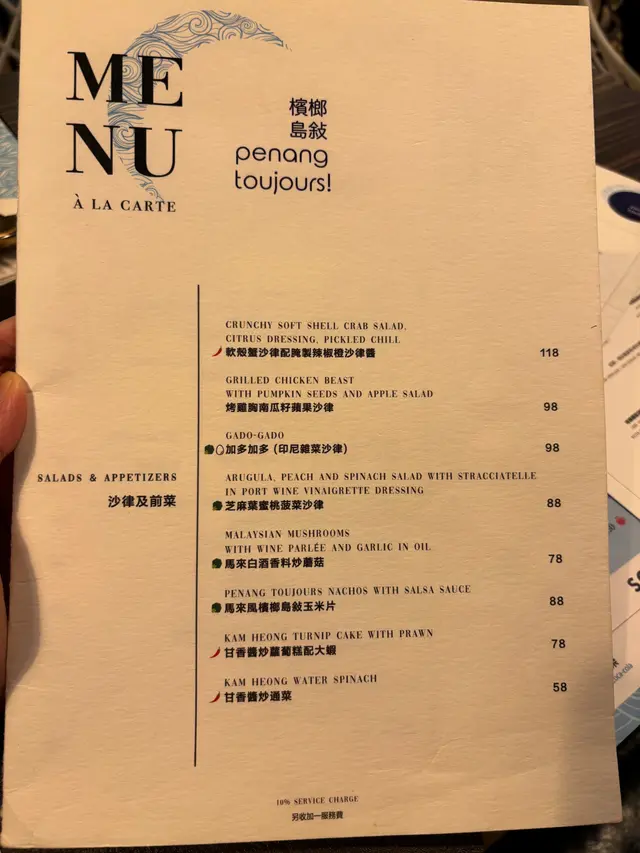 ME
NU
À LA CARTE
檳榔
島敍
penang
toujours!
CRUNCHY SOFT SHELL CRAB SALAD,
CITRUS DRESSING, PICKLED CHILL
軟殼蟹沙律配醃製辣椒橙沙律醬 118
GRILLED CHICKEN BEAST
WITH PUMPKIN SEEDS AND APPLE SALAD
烤雞胸南瓜籽蘋果沙律 98
GADO-GADO
加多加多 (印尼雜菜沙律) 98
SALADS & APPETIZERS
沙律及前菜
ARUGULA, PEACH AND SPINACH SALAD WITH STRACCIATELLE
IN PORT WINE VINAIGRETTE DRESSING
芝麻葉蜜桃菠菜沙律 88
MALAYSIAN MUSHROOMS
WITH WINE PARLÉE AND GARLIC IN OIL
馬來白酒香料炒蘑菇 78
PENANG TOUJOURS NACHOS WITH SALSA SAUCE
馬來風檳榔島敍玉米片 88
KAM HEONG TURNIP CAKE WITH PRAWN
甘香醬炒蘿蔔糕配大蝦 78
KAM HEONG WATER SPINACH
甘香醬炒通菜 58
10% SERVICE CHARGE
另收加一服務費